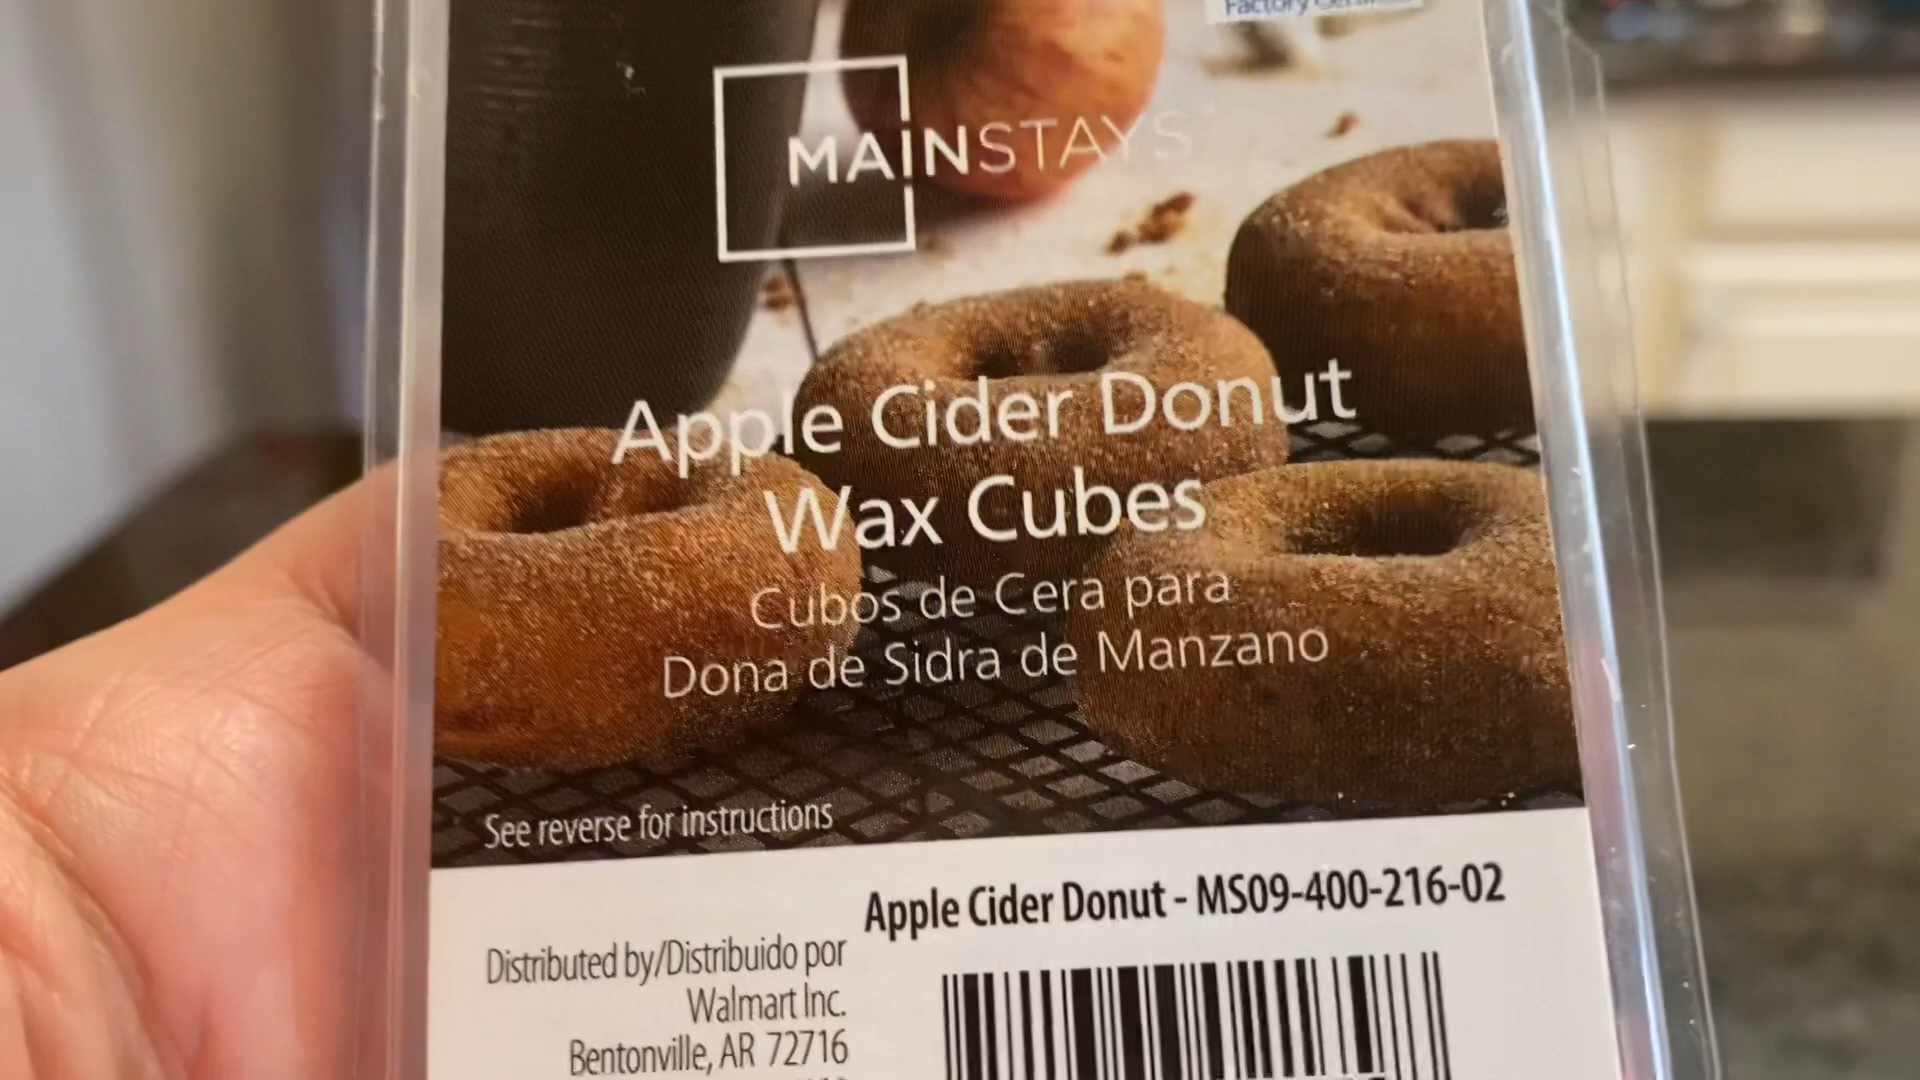 Factory
MAINSTAYS
Apple Cider Donut
Wax Cubes
Cubos de Cera para
Dona de Sidra de Manzano
See reverse for instructions
Apple Cider Donut - MS09-400-216-02
Distributed by/Distribuido por
Walmart Inc.
Bentonville, AR 72716